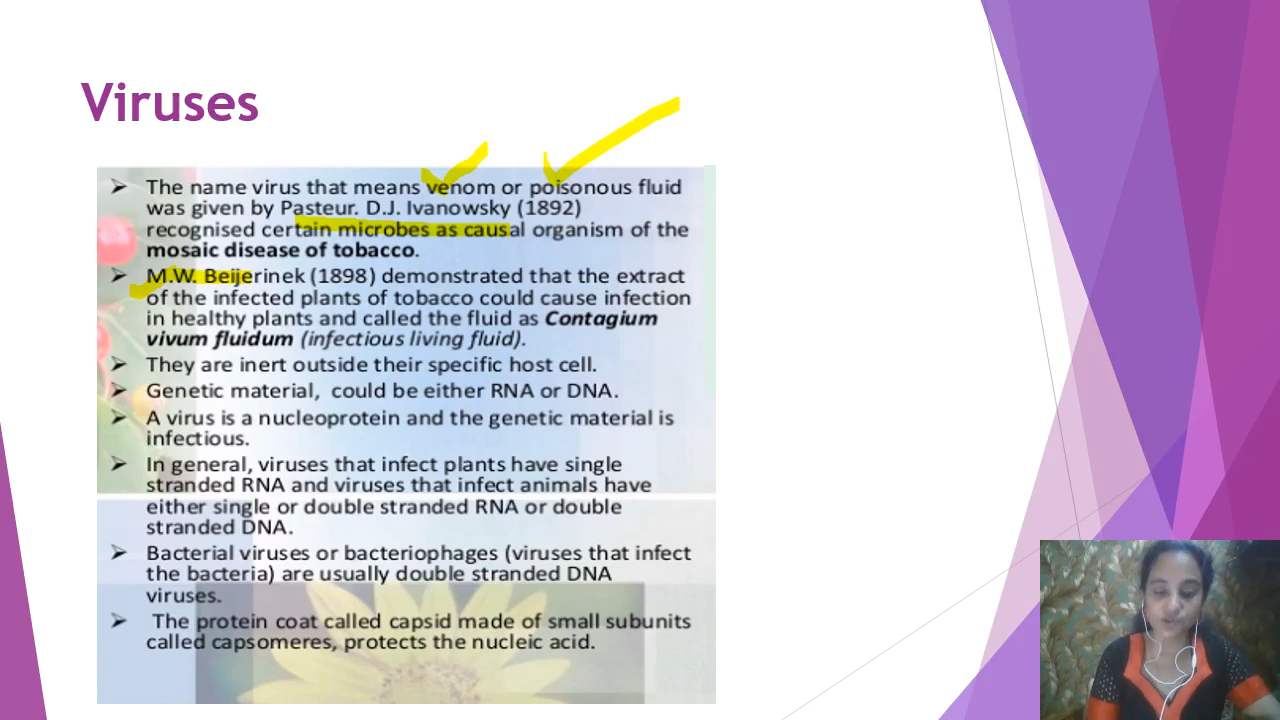 Viruses
The name virus that means venom or poisonous fluid
was given by Pasteur. D.J. Ivanowsky (1892)
recognised certain microbes as causal organism of the
mosaic disease of tobacco.
M.W. Beijerinek (1898) demonstrated that the extract
of the infected plants of tobacco could cause infection
in healthy plants and called the fluid as Contagium
vivum fluidum (infectious living fluid).
They are inert outside their specific host cell.
Genetic material, could be either RNA or DNA.
A virus is a nucleoprotein and the genetic material is
infectious.
In general, viruses that infect plants have single
stranded RNA and viruses that infect animals have
either single or double stranded RNA or double
stranded DNA.
Bacterial viruses or bacteriophages (viruses that infect
the bacteria) are usually double stranded DNA
viruses.
The protein coat called capsid made of small subunits
called capsomeres, protects the nucleic acid.